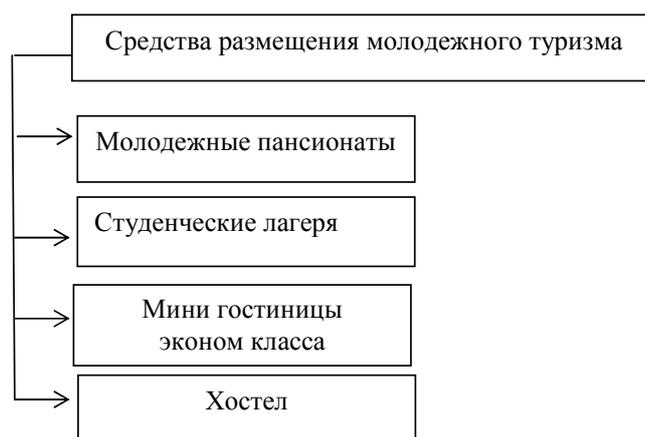 Средства размещения молодежного туризма
Молодежные пансионаты
Студенческие лагеря
Мини гостиницы
эконом класса
Хостел